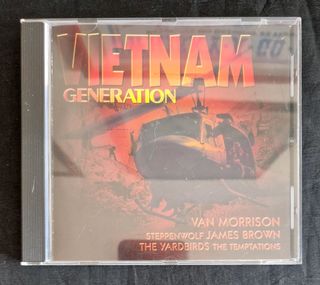 VIETNAM
GENERATION
VAN MORRISON
STEPPENWOLF JAMES BROWN
THE YARDBIRDS THE TEMPTATIONS